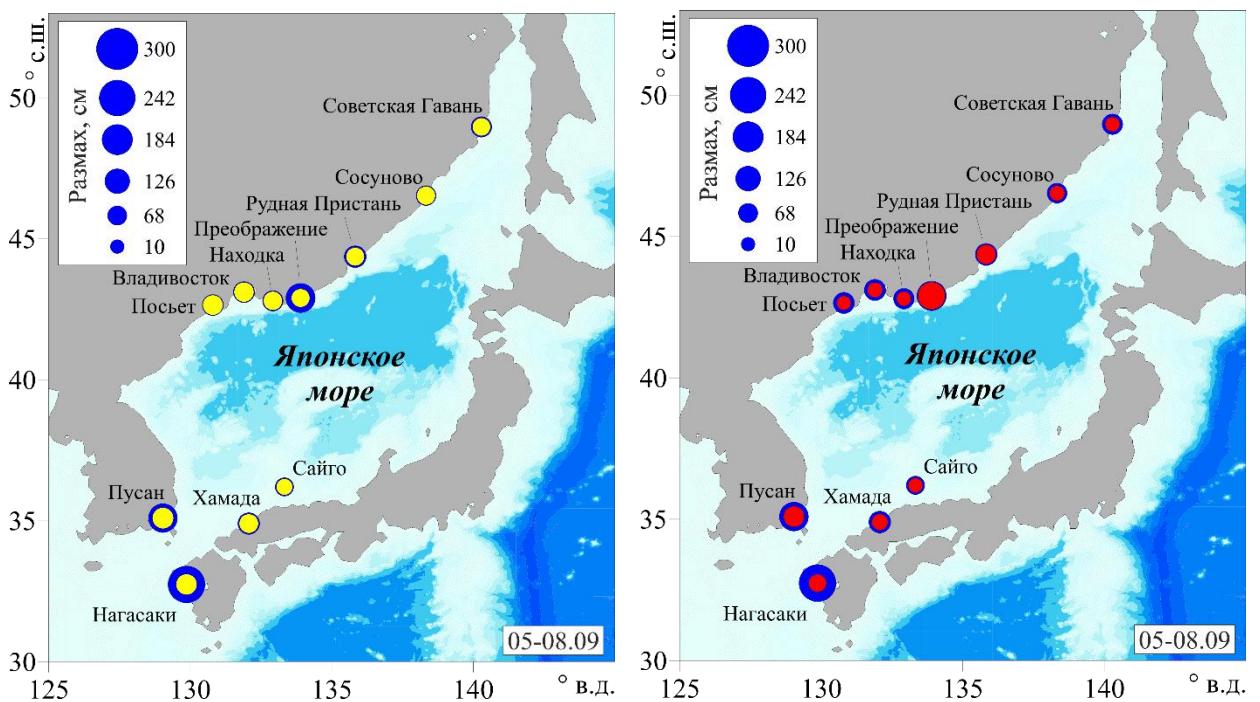 ° с.ш.
50
45
40
35
30
125
130
135
140
° в.д.
Размах, см
300
242
184
126
68
10
Советская Гавань
Сосуново
Рудная Пристань
Преображение
Находка
Владивосток
Посьет
Японское
море
Сайго
Пусан
Хамада
Нагасаки
05-08.09
° с.ш.
50
45
40
35
30
125
130
135
140
° в.д.
Размах, см
300
242
184
126
68
10
Советская Гавань
Сосуново
Рудная Пристань
Преображение
Находка
Владивосток
Посьет
Японское
море
Сайго
Пусан
Хамада
Нагасаки
05-08.09